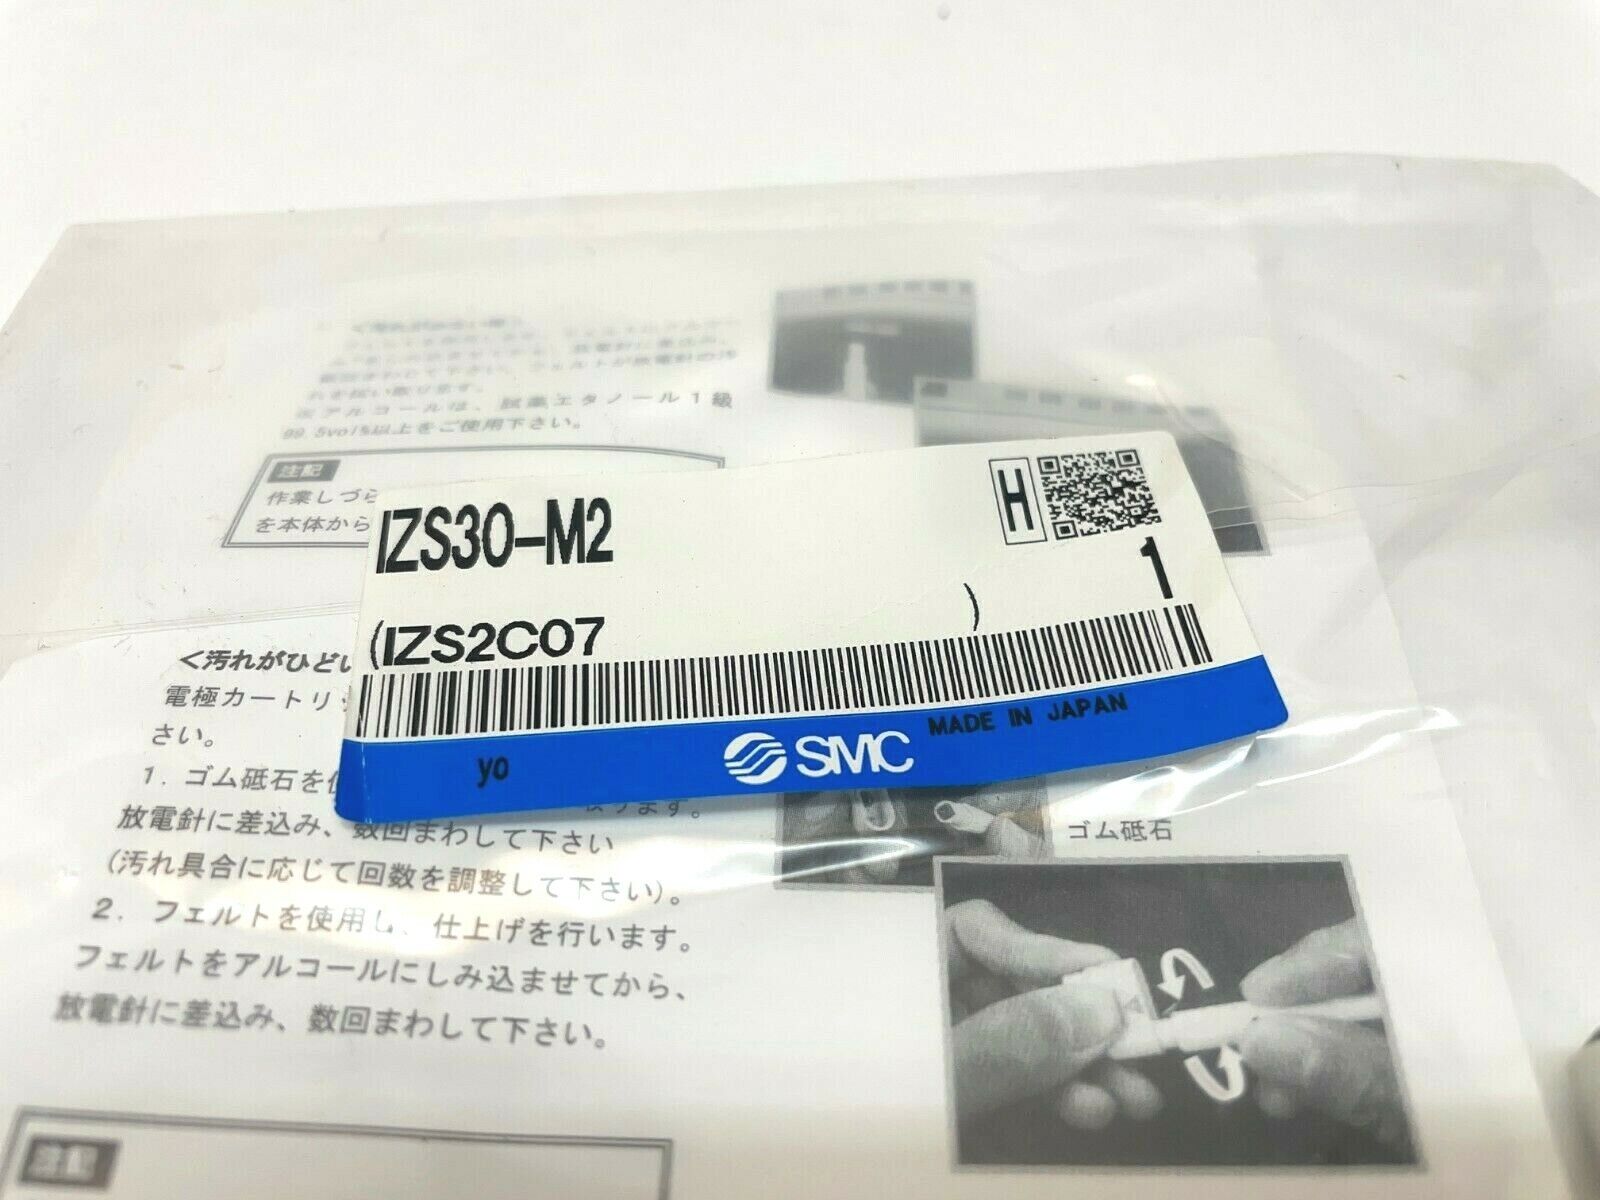 ※アルコールは、試薬エタノール１級
99.5vol%以上をご使用下さい。
注記
作業しづら
を本体から
IZS30-M2
H
1
(IZS2C07 )
yo
SMC
MADE IN JAPAN
<汚れがひどい
電極カートリッ
さい。
1. ゴム砥石を使
放電針に差込み、数回まわして下さい
(汚れ具合に応じて回数を調整して下さい)。
2. フェルトを使用し、仕上げを行います。
フェルトをアルコールにしみ込ませてから、
放電針に差込み、数回まわして下さい。
ゴム砥石
注記